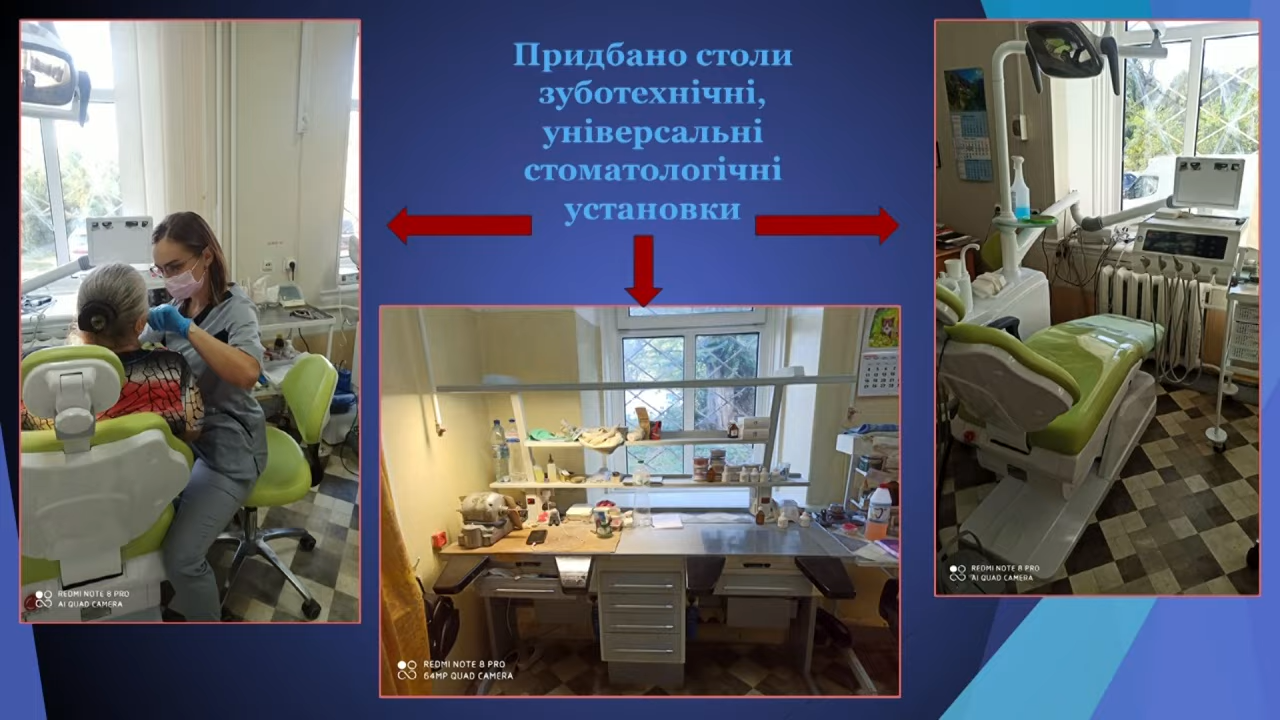 Придбано столи
зуботехнічні,
універсальні
стоматологічні
установки
REDMI NOTE 8 PRO
AI QUAD CAMERA
REDMI NOTE 8 PRO
64MP QUAD CAMERA
REDMI NOTE 8 PRO
AI QUAD CAMERA